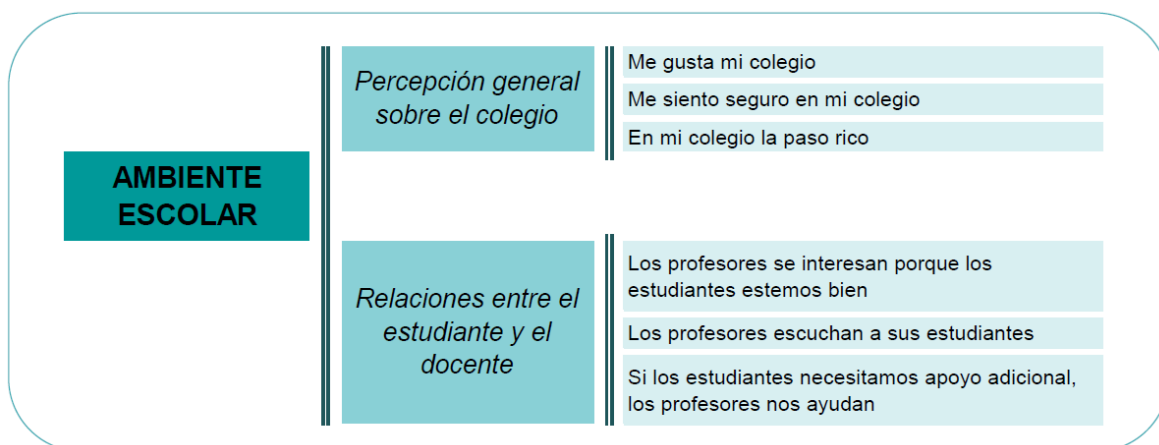 AMBIENTE
ESCOLAR
Percepción general
sobre el colegio
Me gusta mi colegio
Me siento seguro en mi colegio
En mi colegio la paso rico
Relaciones entre el
estudiante y el
docente
Los profesores se interesan porque los
estudiantes estemos bien
Los profesores escuchan a sus estudiantes
Si los estudiantes necesitamos apoyo adicional,
los profesores nos ayudan